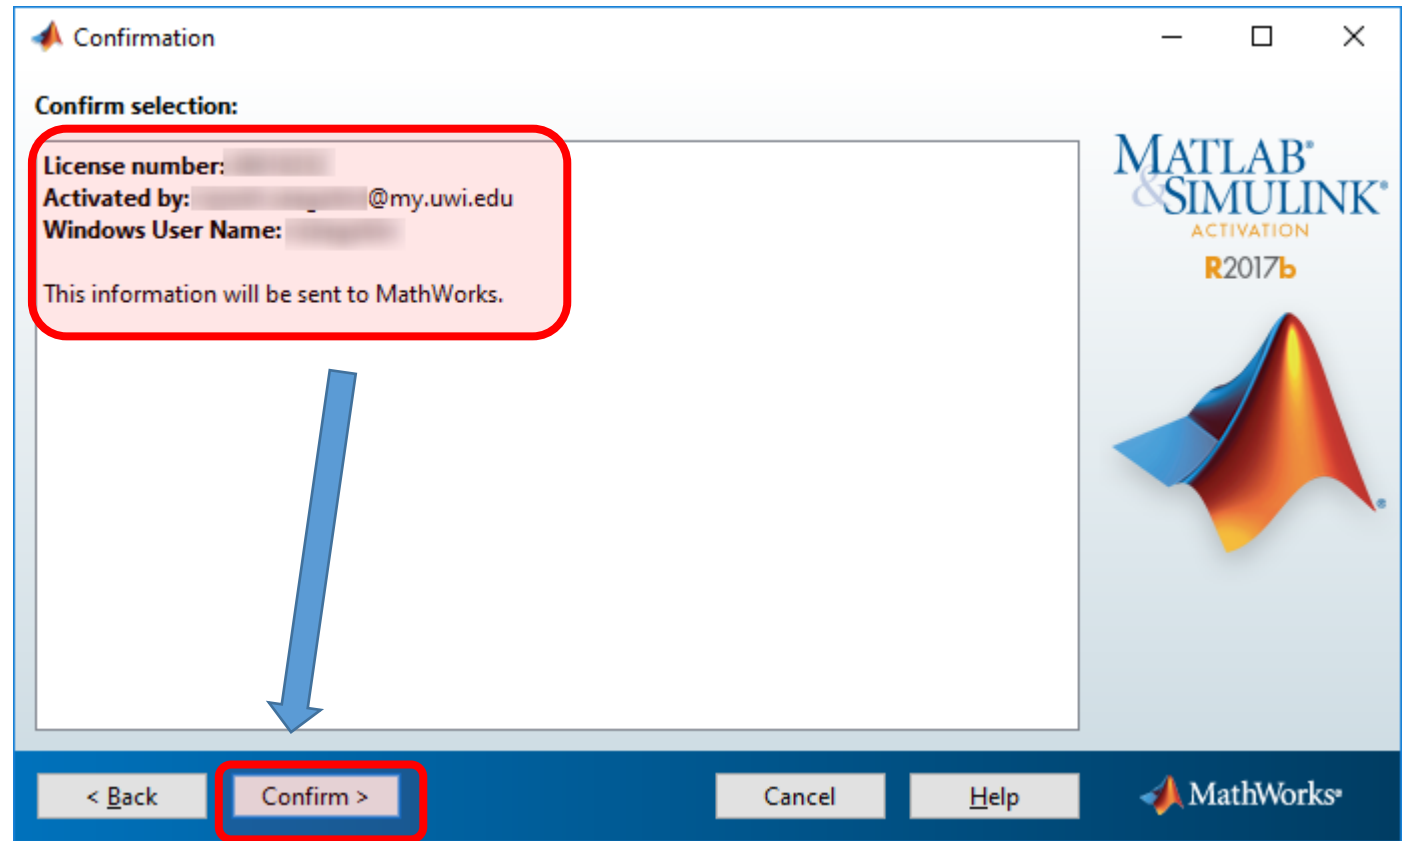 Confirmation
Confirm selection:
License number:
Activated by: @my.uwi.edu
Windows User Name:
This information will be sent to MathWorks.
MATLAB®
&SIMULINK®
ACTIVATION
R2017b
®
< Back
Confirm >
Cancel
Help
MathWorks®